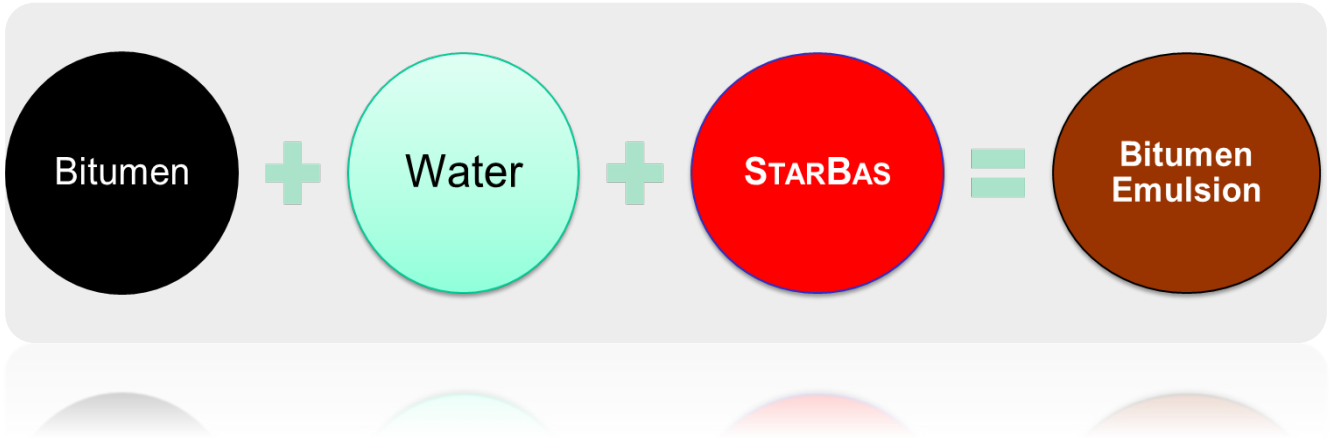 Bitumen
Water
STARBAS
Bitumen
Emulsion